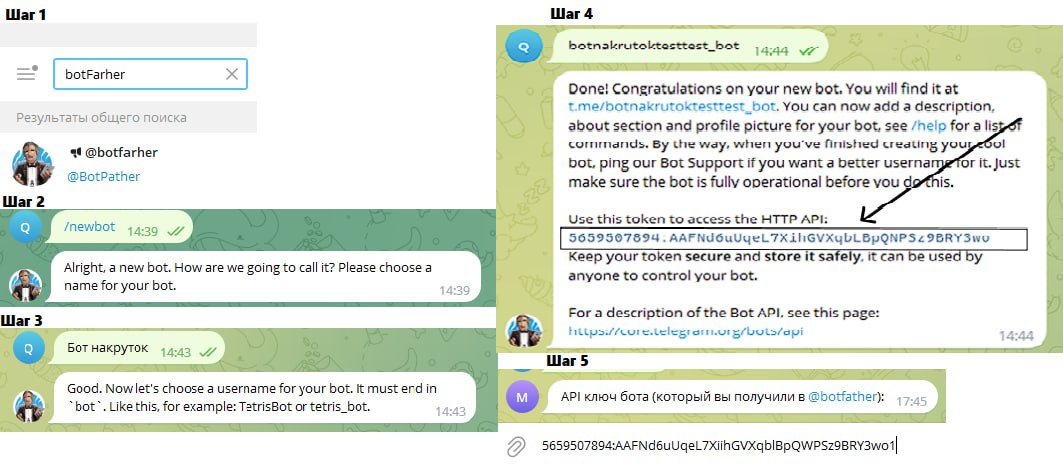 Шаг 1
botFarher
Результаты общего поиска
@botfarher
@BotPather
Шаг 2
Q
/newbot
14:39
Alright, a new bot. How are we going to call it? Please choose a
name for your bot.
14:39
Шаг 3
Q
Бот накруток
14:43
Good. Now let's choose a username for your bot. It must end in
`bot`. Like this, for example: TetrisBot or tetris_bot.
14:43
Шаг 4
Q
botnakrutoktesttest_bot
14:44
Done! Congratulations on your new bot. You will find it at
t.me/botnakrutoktesttest_bot. You can now add a description,
about section and profile picture for your bot, see /help for a list of
commands. By the way, when you've finished creating your cool
bot, ping our Bot Support if you want a better username for it. Just
make sure the bot is fully operational before you do this.
Use this token to access the HTTP API:
5659507894:AAFNd6uUqeL7XihGVXqbLBpQNPSz9BRY3wo
Keep your token secure and store it safely, it can be used by
anyone to control your bot.
For a description of the Bot API, see this page:
https://core.telegram.org/bots/api
14:44
Шаг 5
M
API ключ бота (который вы получили в @botfather):
17:45
5659507894:AAFNd6uUqeL7XiihGVXqblBpQWPSz9BRY3wo1